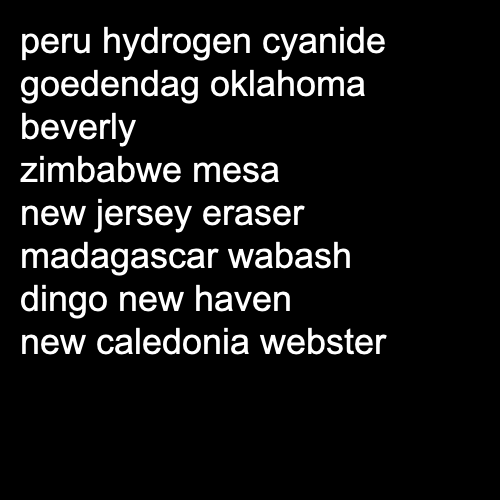 peru hydrogen cyanide
goedendag oklahoma
beverly
zimbabwe mesa
new jersey eraser
madagascar wabash
dingo new haven
new caledonia webster